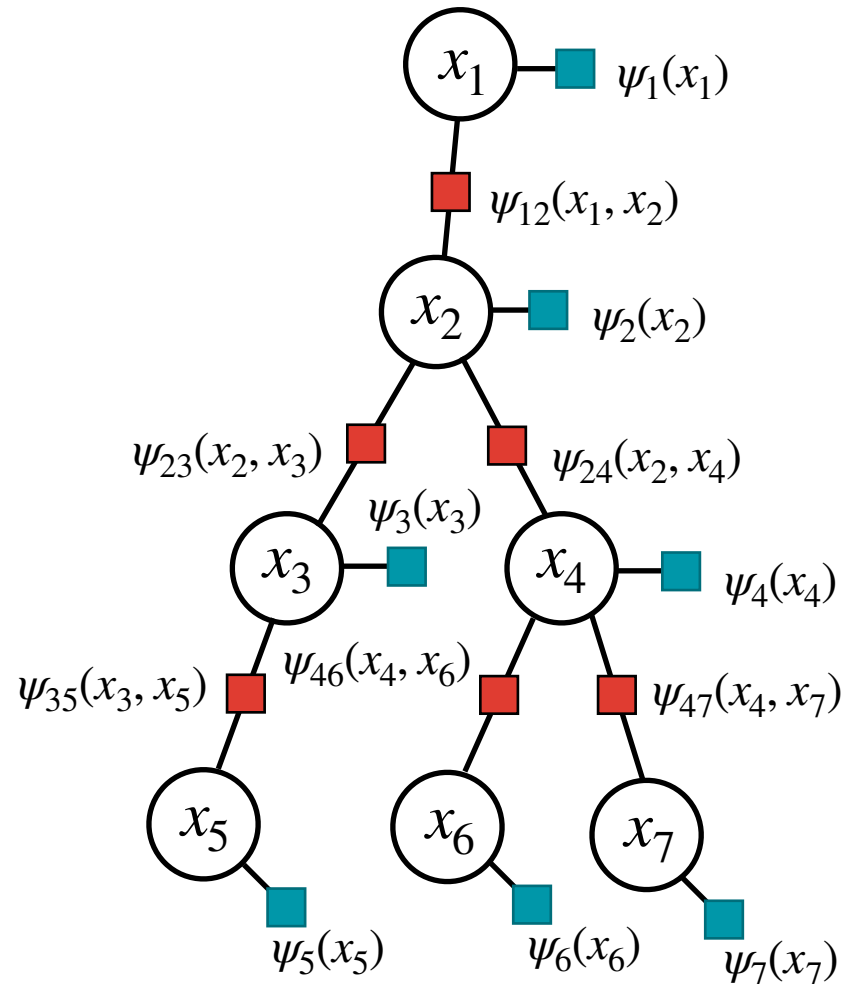 x₁
ψ₁(x₁)
ψ₁₂(x₁, x₂)
x₂
ψ₂(x₂)
ψ₂₃(x₂, x₃)
ψ₂₄(x₂, x₄)
ψ₃(x₃)
x₃
x₄
ψ₄(x₄)
ψ₃₅(x₃, x₅)
ψ₄₆(x₄, x₆)
ψ₄₇(x₄, x₇)
x₅
x₆
x₇
ψ₅(x₅)
ψ₆(x₆)
ψ₇(x₇)